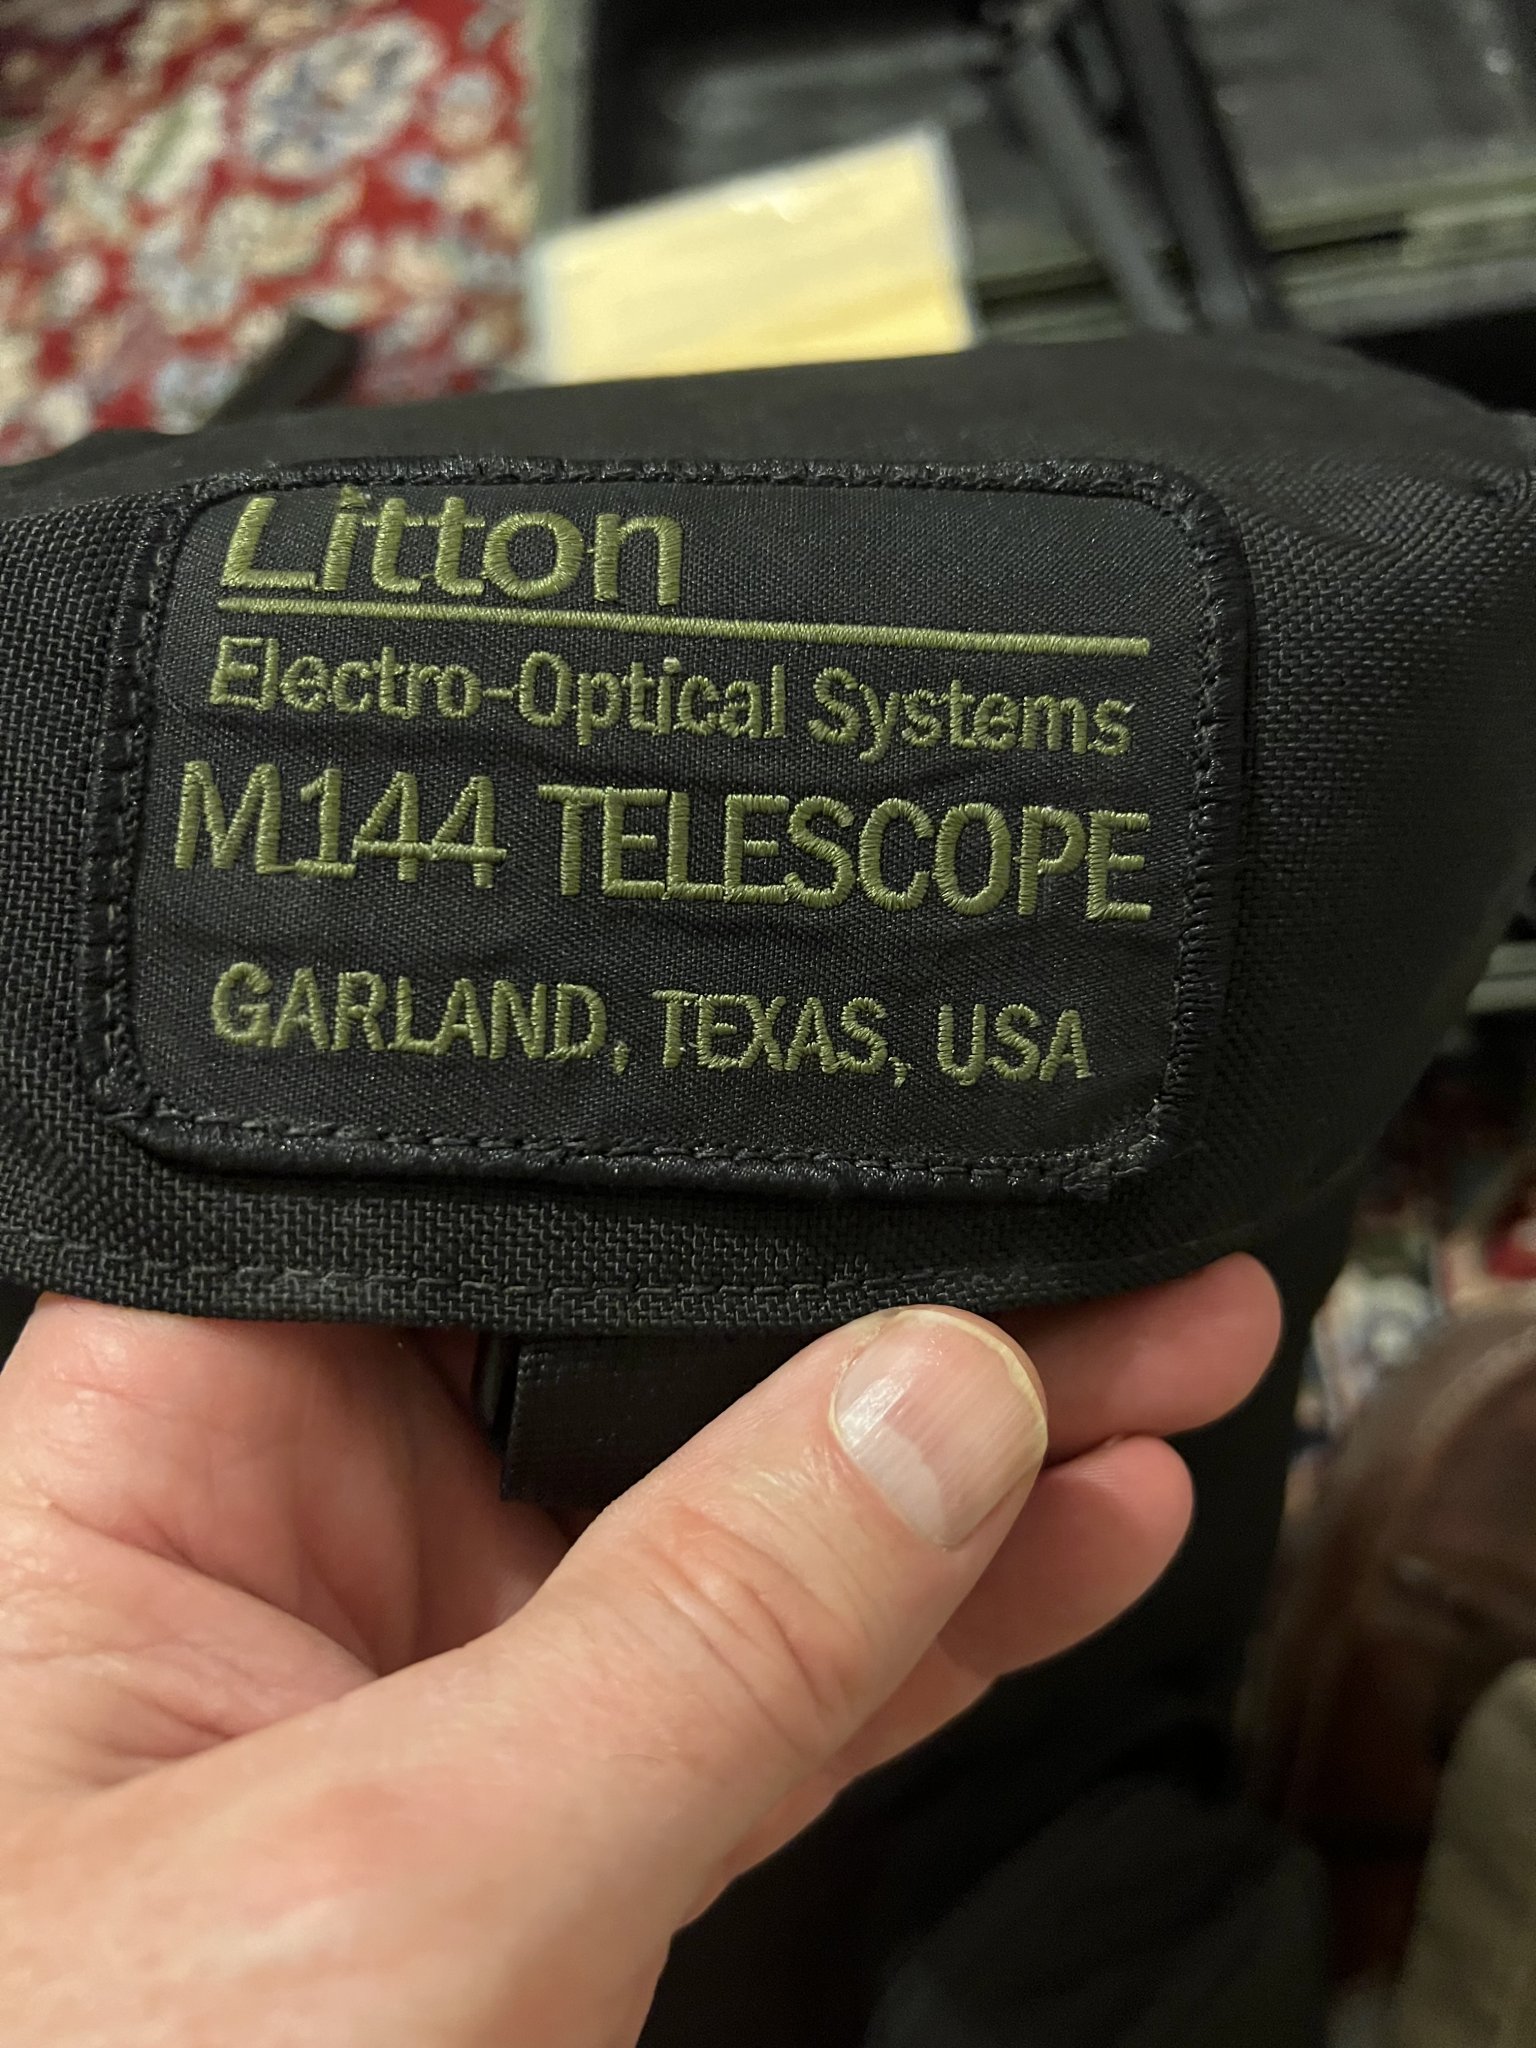 Litton
Electro-Optical Systems
M144 TELESCOPE
GARLAND, TEXAS, USA